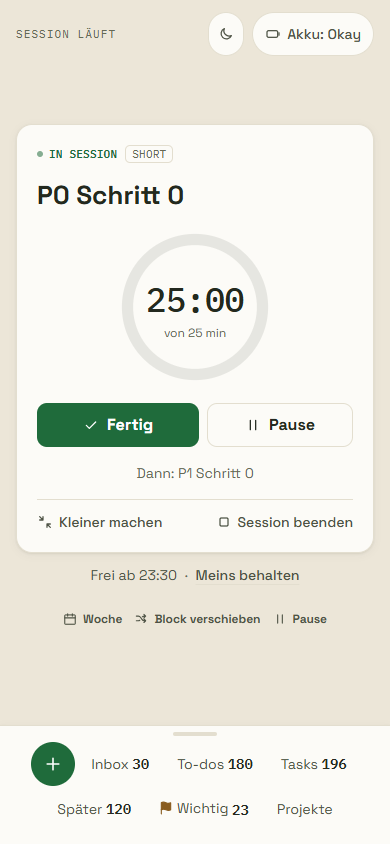 SESSION LÄUFT
Akku: Okay
IN SESSION SHORT
P0 Schritt 0
25:00
von 25 min
Fertig Pause
Dann: P1 Schritt 0
Kleiner machen Session beenden
Frei ab 23:30 · Meins behalten
Woche Block verschieben Pause
Inbox 30 To-dos 180 Tasks 196
Später 120 Wichtig 23 Projekte